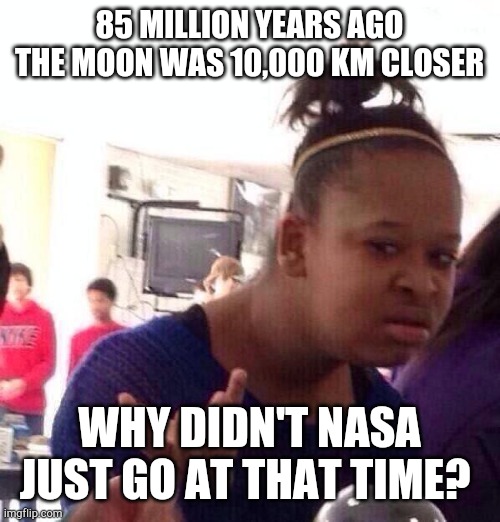 85 MILLION YEARS AGO
THE MOON WAS 10,000 KM CLOSER
NIKE
WHY DIDN'T NASA
JUST GO AT THAT TIME?
imgflip.com